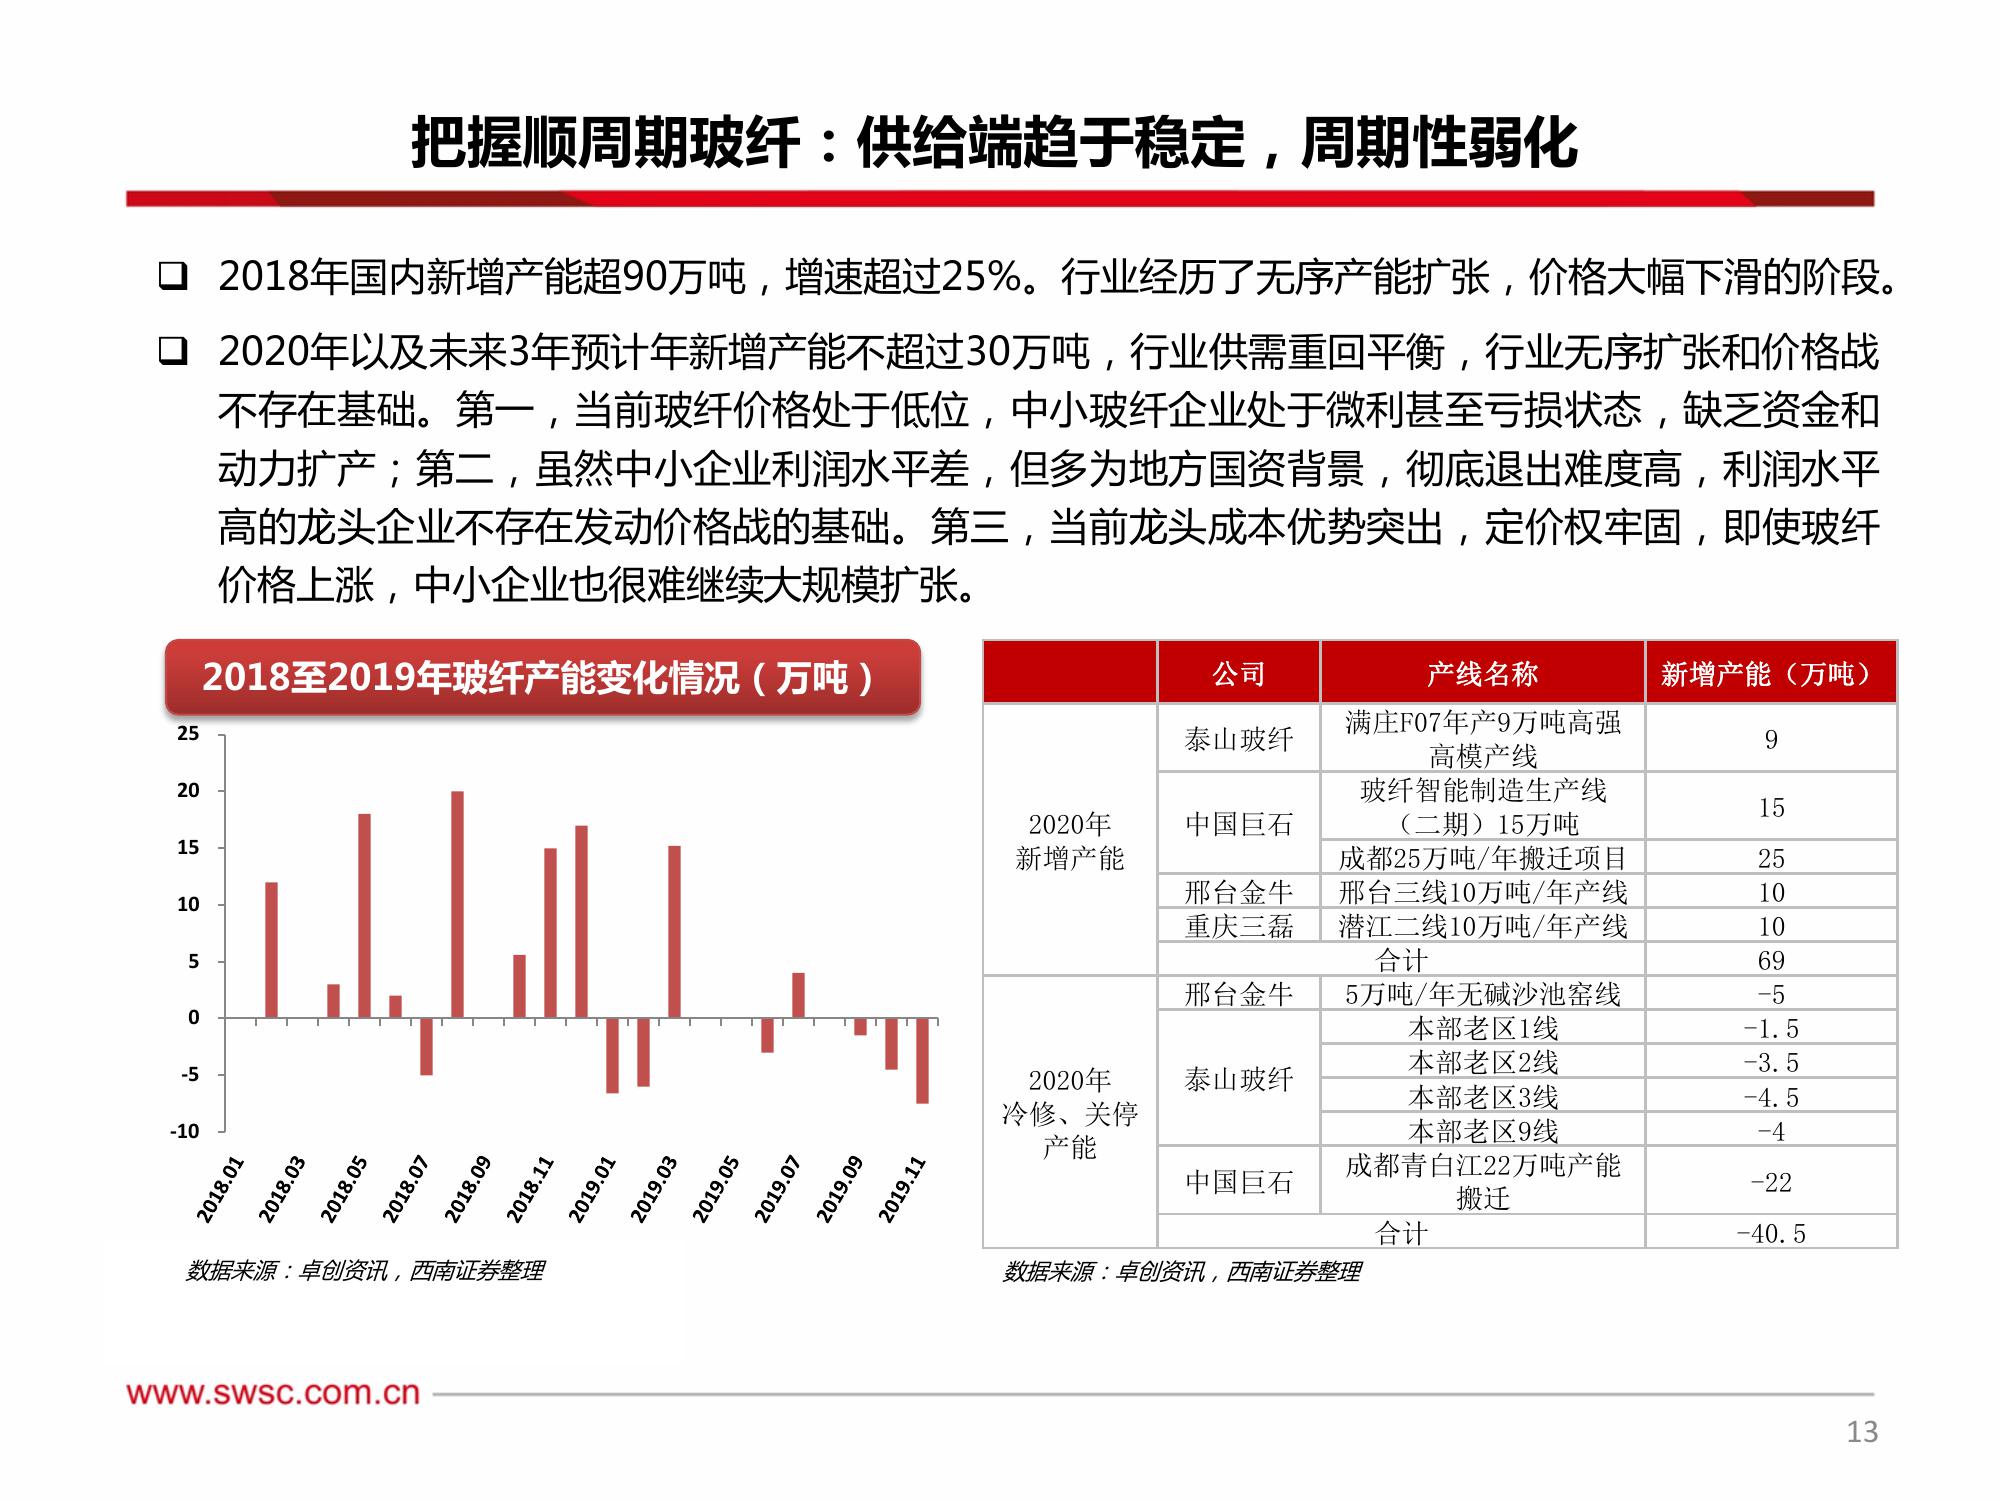 把握顺周期玻纤：供给端趋于稳定，周期性弱化
❑ 2018年国内新增产能超90万吨，增速超过25%。行业经历了无序产能扩张，价格大幅下滑的阶段。
❑ 2020年以及未来3年预计年新增产能不超过30万吨，行业供需重回平衡，行业无序扩张和价格战
不存在基础。第一，当前玻纤价格处于低位，中小玻纤企业处于微利甚至亏损状态，缺乏资金和
动力扩产；第二，虽然中小企业利润水平差，但多为地方国资背景，彻底退出难度高，利润水平
高的龙头企业不存在发动价格战的基础。第三，当前龙头成本优势突出，定价权牢固，即使玻纤
价格上涨，中小企业也很难继续大规模扩张。
2018至2019年玻纤产能变化情况（万吨）
25
20
15
10
5
0
-5
-10
2018.01 2018.03 2018.05 2018.07 2018.09 2018.11 2019.01 2019.03 2019.05 2019.07 2019.09 2019.11
数据来源：卓创资讯，西南证券整理
公司 产线名称 新增产能（万吨）
2020年
新增产能
泰山玻纤
满庄F07年产9万吨高强
高模产线
9
中国巨石
玻纤智能制造生产线
（二期）15万吨
15
成都25万吨/年搬迁项目 25
邢台金牛 邢台三线10万吨/年产线 10
重庆三磊 潜江二线10万吨/年产线 10
合计 69
2020年
冷修、关停
产能
邢台金牛 5万吨/年无碱沙池窑线 -5
泰山玻纤
本部老区1线 -1.5
本部老区2线 -3.5
本部老区3线 -4.5
本部老区9线 -4
中国巨石
成都青白江22万吨产能
搬迁
-22
合计 -40.5
数据来源：卓创资讯，西南证券整理
www.swsc.com.cn
13